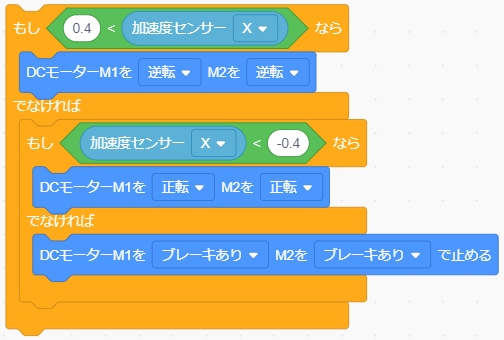 もし 0.4 < 加速度センサー X なら
DCモーターM1を 逆転 M2を 逆転
でなければ
もし 加速度センサー X < -0.4 なら
DCモーターM1を 正転 M2を 正転
でなければ
DCモーターM1を ブレーキあり M2を ブレーキあり で止める